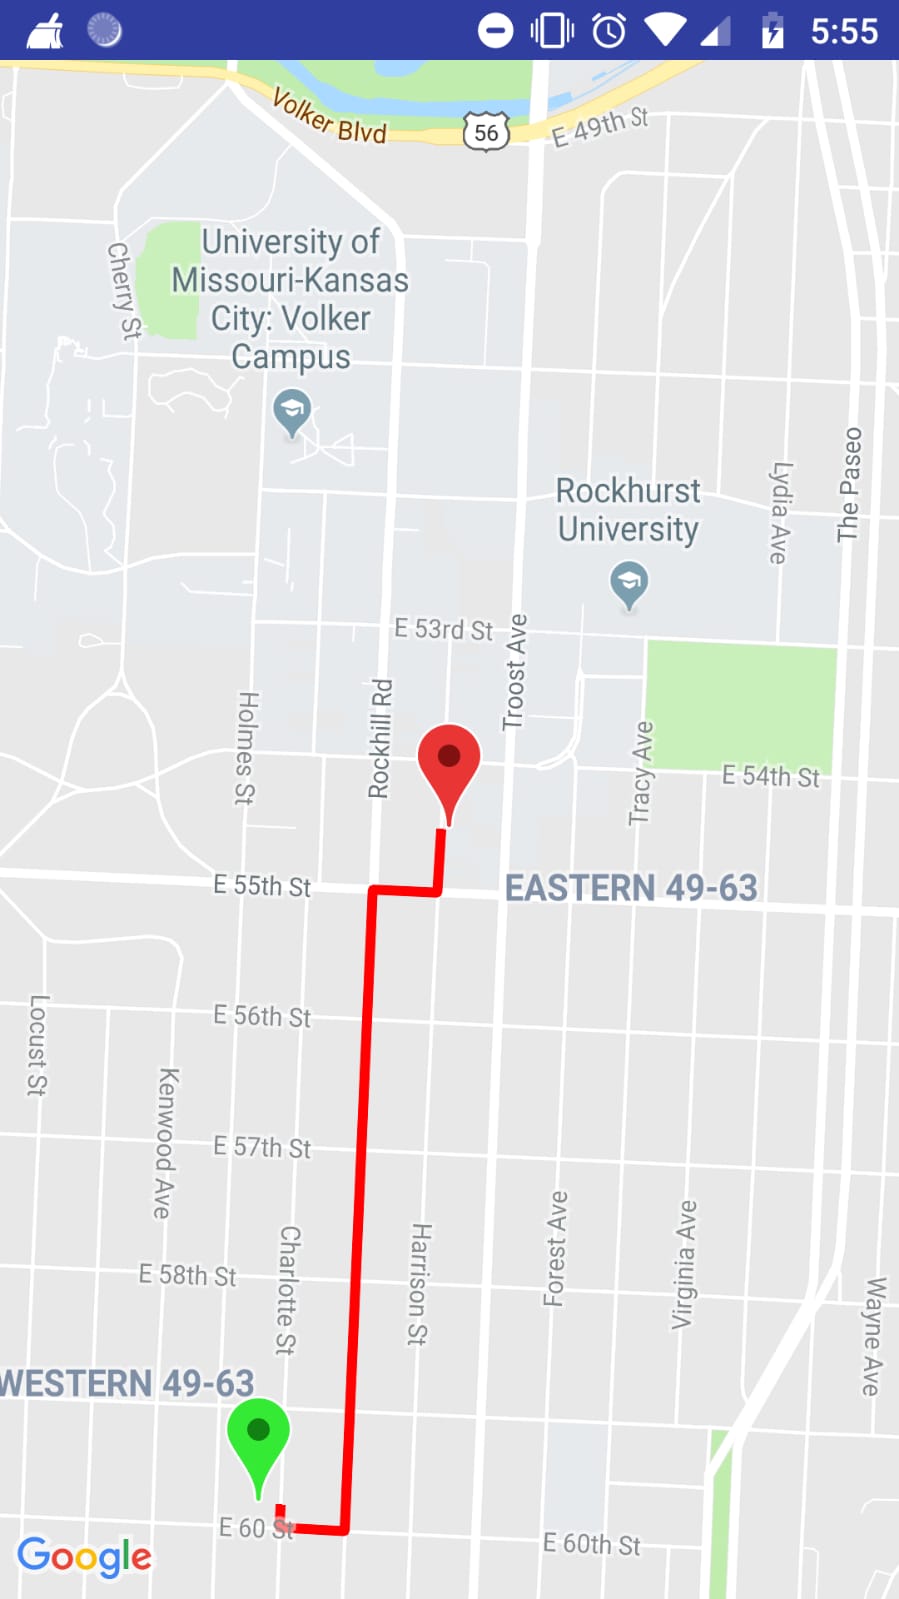 5:55
Volker Blvd
56
E 49th St
Cherry St
University of
Missouri-Kansas
City: Volker
Campus
Rockhurst
University
Lydia Ave
The Paseo
E 53rd St
Troost Ave
Rockhill Rd
Holmes St
Tracy Ave
E 54th St
E 55th St
EASTERN 49-63
E 56th St
Locust St
Kenwood Ave
E 57th St
Charlotte St
Harrison St
Forest Ave
Virginia Ave
E 58th St
Wayne Ave
WESTERN 49-63
E 60 St
E 60th St
Google